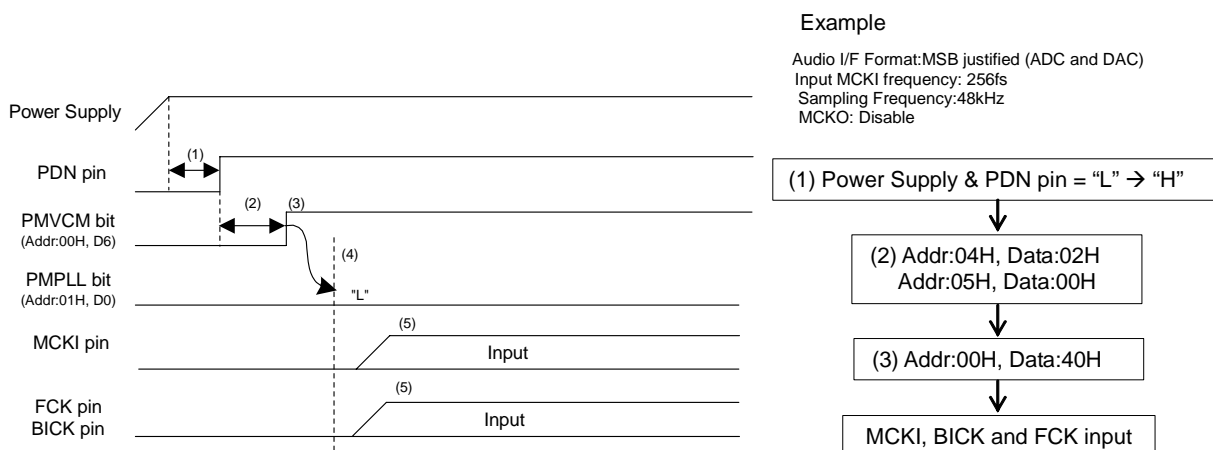 Example
Audio I/F Format:MSB justified (ADC and DAC)
Input MCKI frequency: 256fs
Sampling Frequency:48kHz
MCKO: Disable
Power Supply
(1)
PDN pin
(2)
(3)
PMVCM bit
(Addr:00H, D6)
(4)
PMPLL bit
(Addr:01H, D0)
"L"
(5)
MCKI pin
Input
(5)
FCK pin
BICK pin
Input
(1) Power Supply & PDN pin = “L” → “H”
(2) Addr:04H, Data:02H
Addr:05H, Data:00H
(3) Addr:00H, Data:40H
MCKI, BICK and FCK input